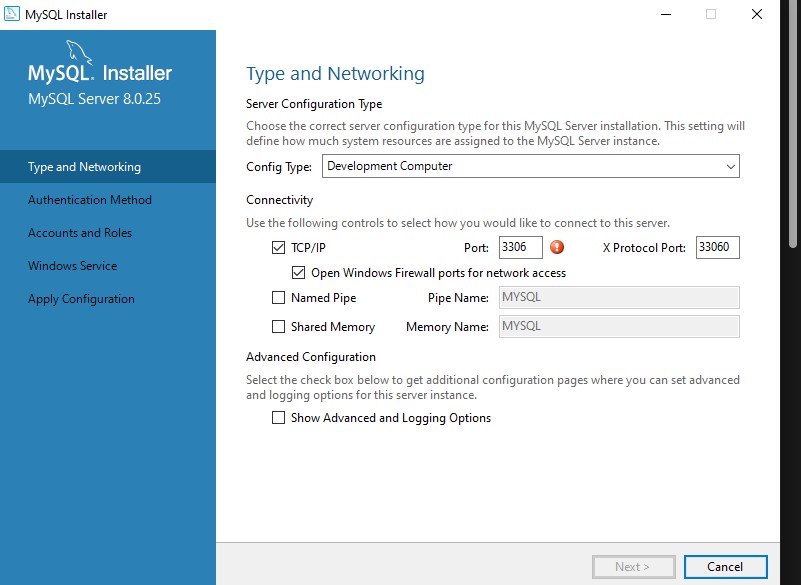 MySQL Installer
MySQL. Installer
MySQL Server 8.0.25
Type and Networking
Authentication Method
Accounts and Roles
Windows Service
Apply Configuration
Type and Networking
Server Configuration Type
Choose the correct server configuration type for this MySQL Server installation. This setting will
define how much system resources are assigned to the MySQL Server instance.
Config Type: Development Computer
Connectivity
Use the following controls to select how you would like to connect to this server.
TCP/IP Port: 3306 X Protocol Port: 33060
Open Windows Firewall ports for network access
Named Pipe Pipe Name: MYSQL
Shared Memory Memory Name: MYSQL
Advanced Configuration
Select the check box below to get additional configuration pages where you can set advanced
and logging options for this server instance.
Show Advanced and Logging Options
Next > Cancel